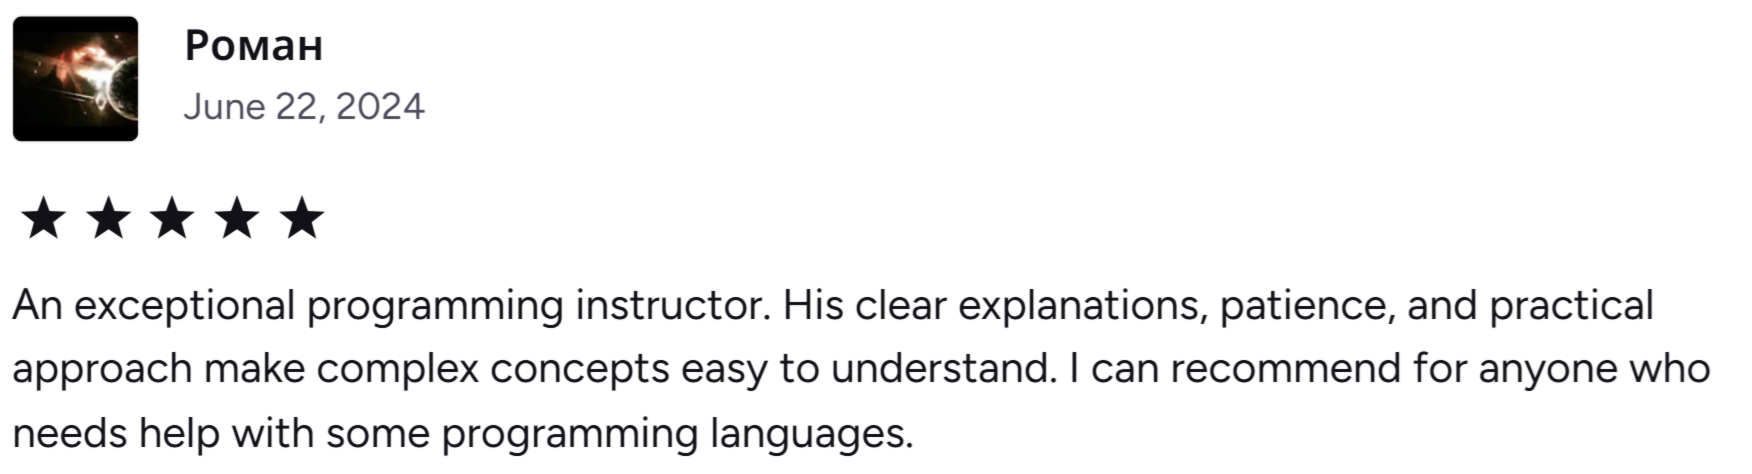 Роман
June 22, 2024
An exceptional programming instructor. His clear explanations, patience, and practical
approach make complex concepts easy to understand. I can recommend for anyone who
needs help with some programming languages.